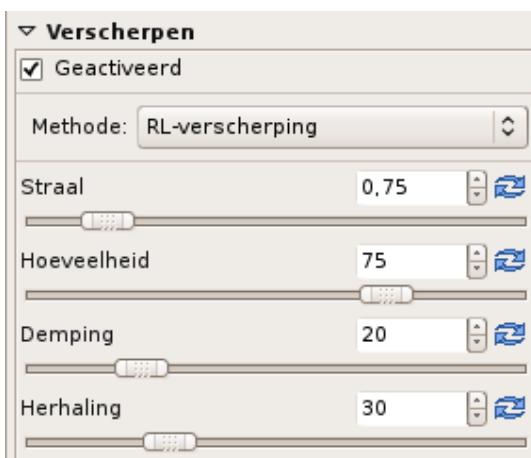 Verscherpen
Geactiveerd
Methode: RL-verscherping
Straal 0,75
Hoeveelheid 75
Demping 20
Herhaling 30